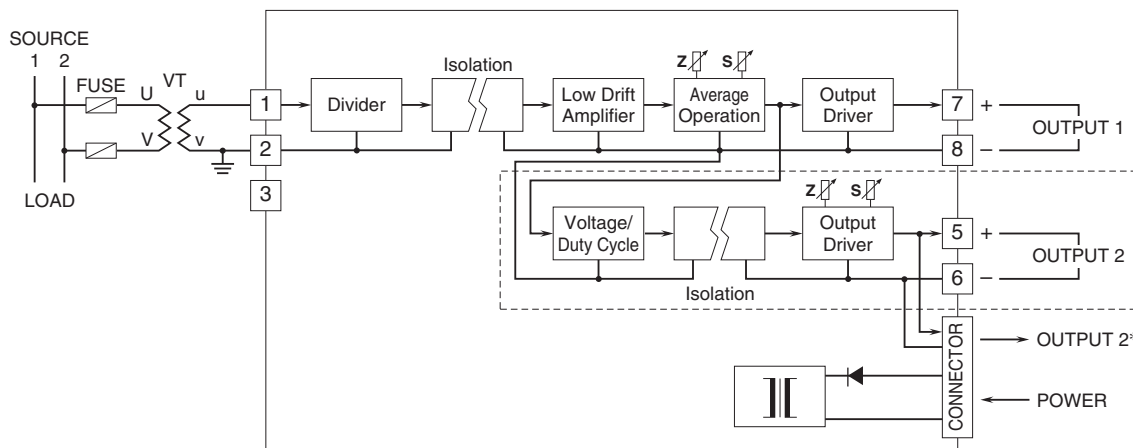 SOURCE
1 2
FUSE
VT
U
u
V
v
LOAD
1
2
3
Divider
Isolation
Low Drift
Amplifier
Z
S
Average
Operation
Output
Driver
7
+
8
–
OUTPUT 1
Voltage/
Duty Cycle
Isolation
Z
S
Output
Driver
5
+
6
–
OUTPUT 2
CONNECTOR
OUTPUT 2*
POWER